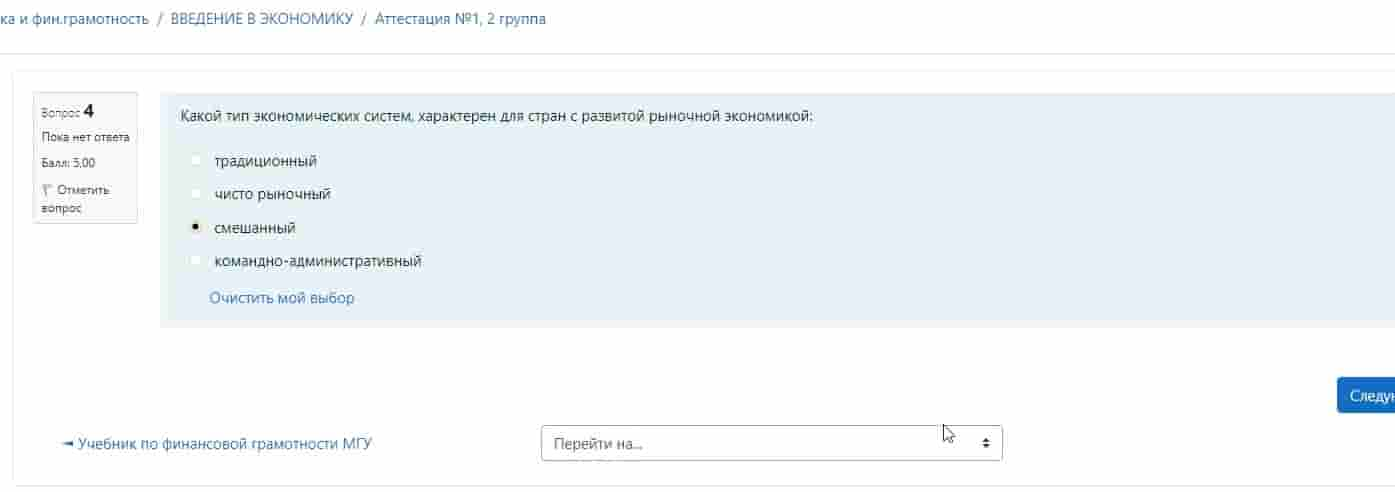 ка и фин.грамотность / ВВЕДЕНИЕ В ЭКОНОМИКУ / Аттестация №1, 2 группа
Вопрос 4
Пока нет ответа
Балл: 5,00
Отметить
вопрос
Какой тип экономических систем, характерен для стран с развитой рыночной экономикой:
традиционный
чисто рыночный
смешанный
командно-административный
Очистить мой выбор
Следу
◄ Учебник по финансовой грамотности МГУ
Перейти на...